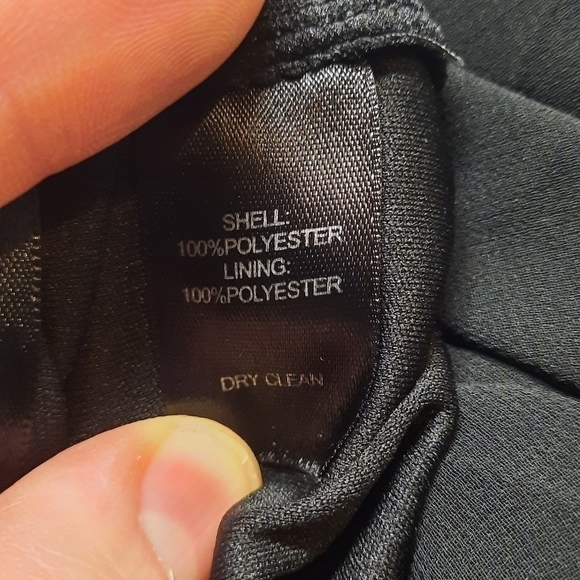 SHELL:
100%POLYESTER
LINING:
100%POLYESTER
DRY CLEAN